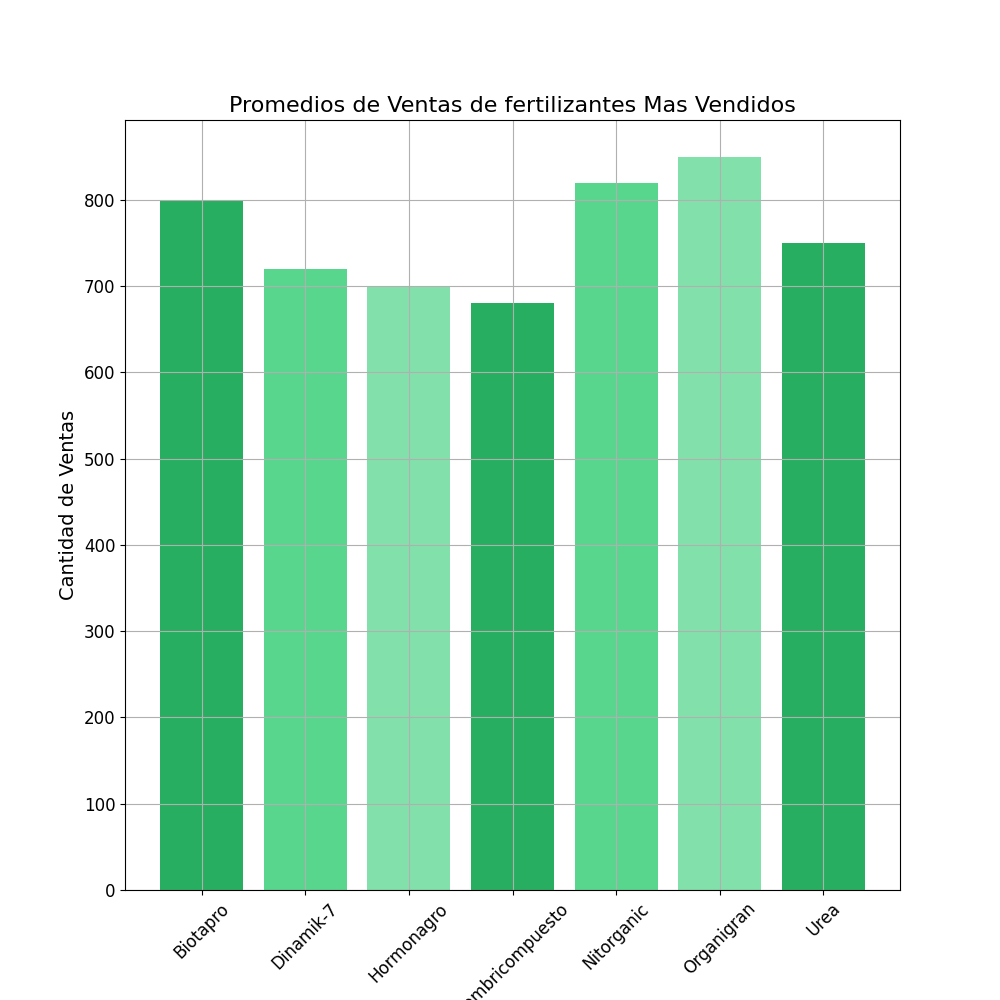 Promedios de Ventas de fertilizantes Mas Vendidos
Cantidad de Ventas
800
700
600
500
400
300
200
100
0
Biotapro
Dinamik-7
Hormonagro
mbricompuesto
Nitorganic
Organigran
Urea